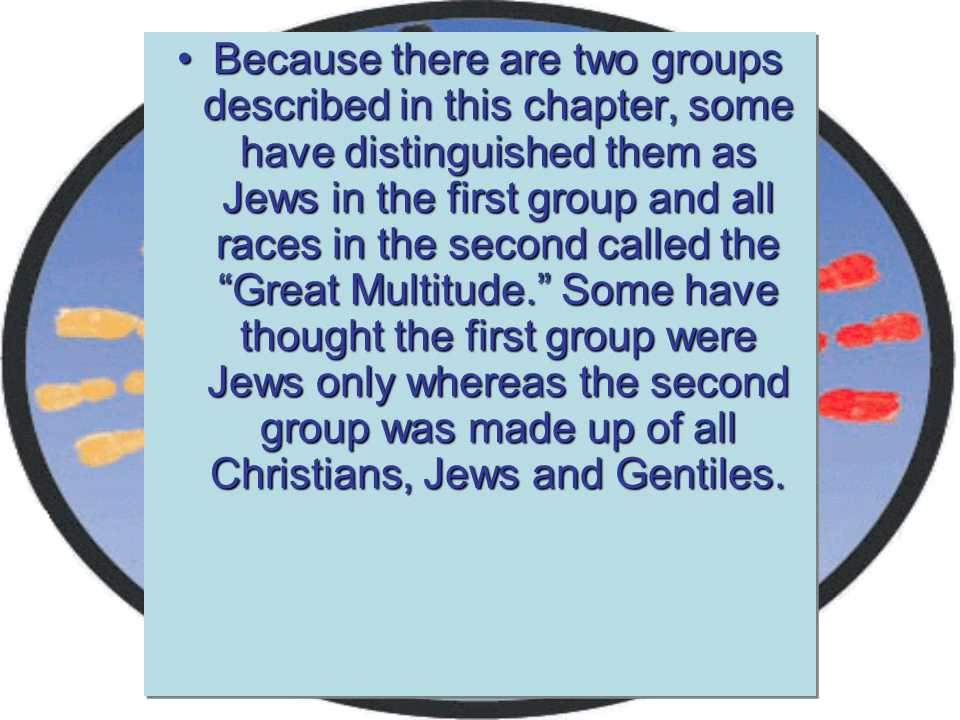 • Because there are two groups
described in this chapter, some
have distinguished them as
Jews in the first group and all
races in the second called the
“Great Multitude.” Some have
thought the first group were
Jews only whereas the second
group was made up of all
Christians, Jews and Gentiles.